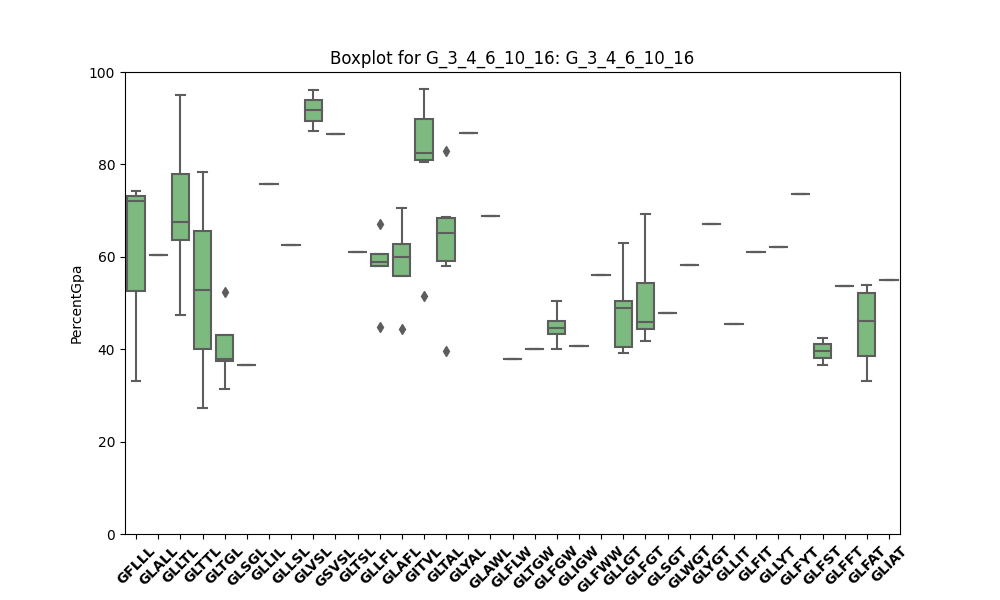 Boxplot for G_3_4_6_10_16: G_3_4_6_10_16
PercentGpa
100
80
60
40
20
0
GFLLL
GLALL
GLLTL
GLTTL
GLTGL
GLSGL
GLLIL
GLLSL
GLVSL
GSVSL
GLTSL
GLLFL
GLAFL
GITVL
GLTAL
GLYAL
GLAWL
GLFLW
GLTGW
GLFGW
GLIGW
GLFWW
GLLGT
GLFGT
GLSGT
GLWGT
GLYGT
GLLIT
GLFIT
GLLYT
GLFYT
GLFST
GLFFT
GLFAT
GLIAT